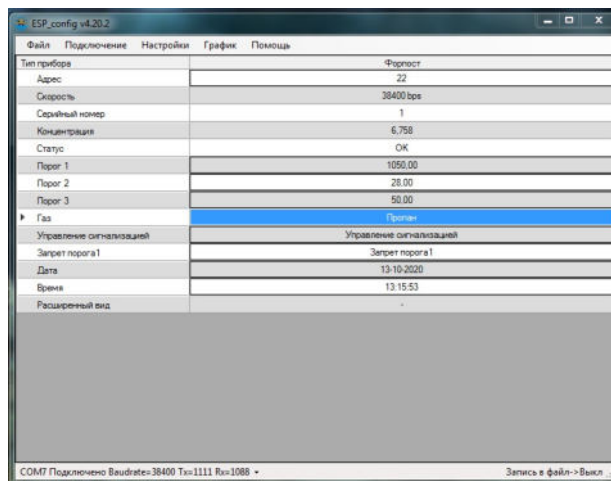 ESP_config v4.20.2
Файл Подключение Настройки График Помощь
Тип прибора Форпост
Адрес 22
Скорость 38400 bps
Серийный номер 1
Концентрация 6,758
Статус OK
Порог 1 1050,00
Порог 2 28,00
Порог 3 50,00
Газ Пропан
Управление сигнализацией Управление сигнализацией
Запрет порога1 Запрет порога1
Дата 13-10-2020
Время 13:15:53
Расширенный вид -
COM7 Подключено Baudrate=38400 Tx=1111 Rx=1088 Запись в файл->Выкл